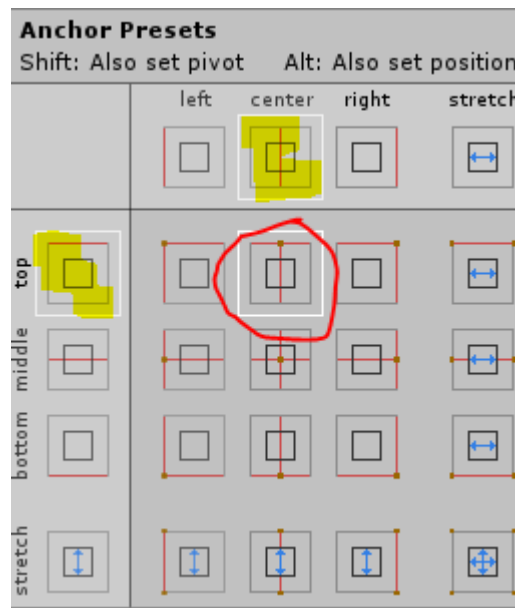 Anchor Presets
Shift: Also set pivot Alt: Also set position
left center right stretch
top
middle
bottom
stretch